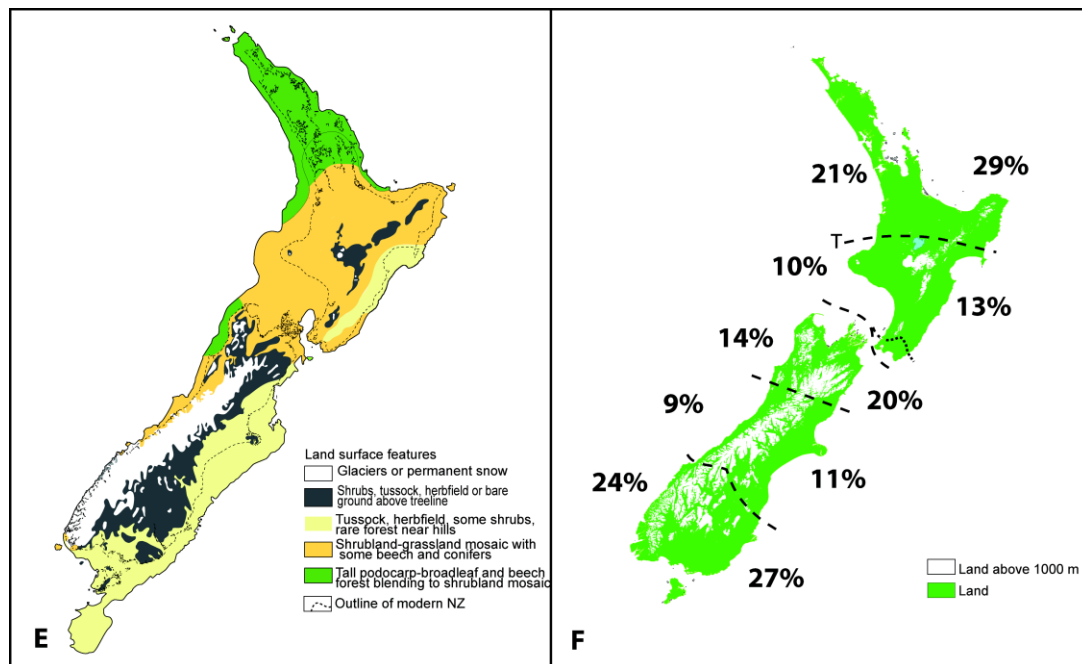 Land surface features
Glaciers or permanent snow
Shrubs, tussock, herbfield or bare
ground above treeline
Tussock, herbfield, some shrubs,
rare forest near hills
Shrubland-grassland mosaic with
some beech and conifers
Tall podocarp-broadleaf and beech
forest blending to shrubland mosaic
Outline of modern NZ
E
21%
29%
T
10%
13%
14%
20%
9%
11%
24%
27%
Land above 1000 m
Land
F